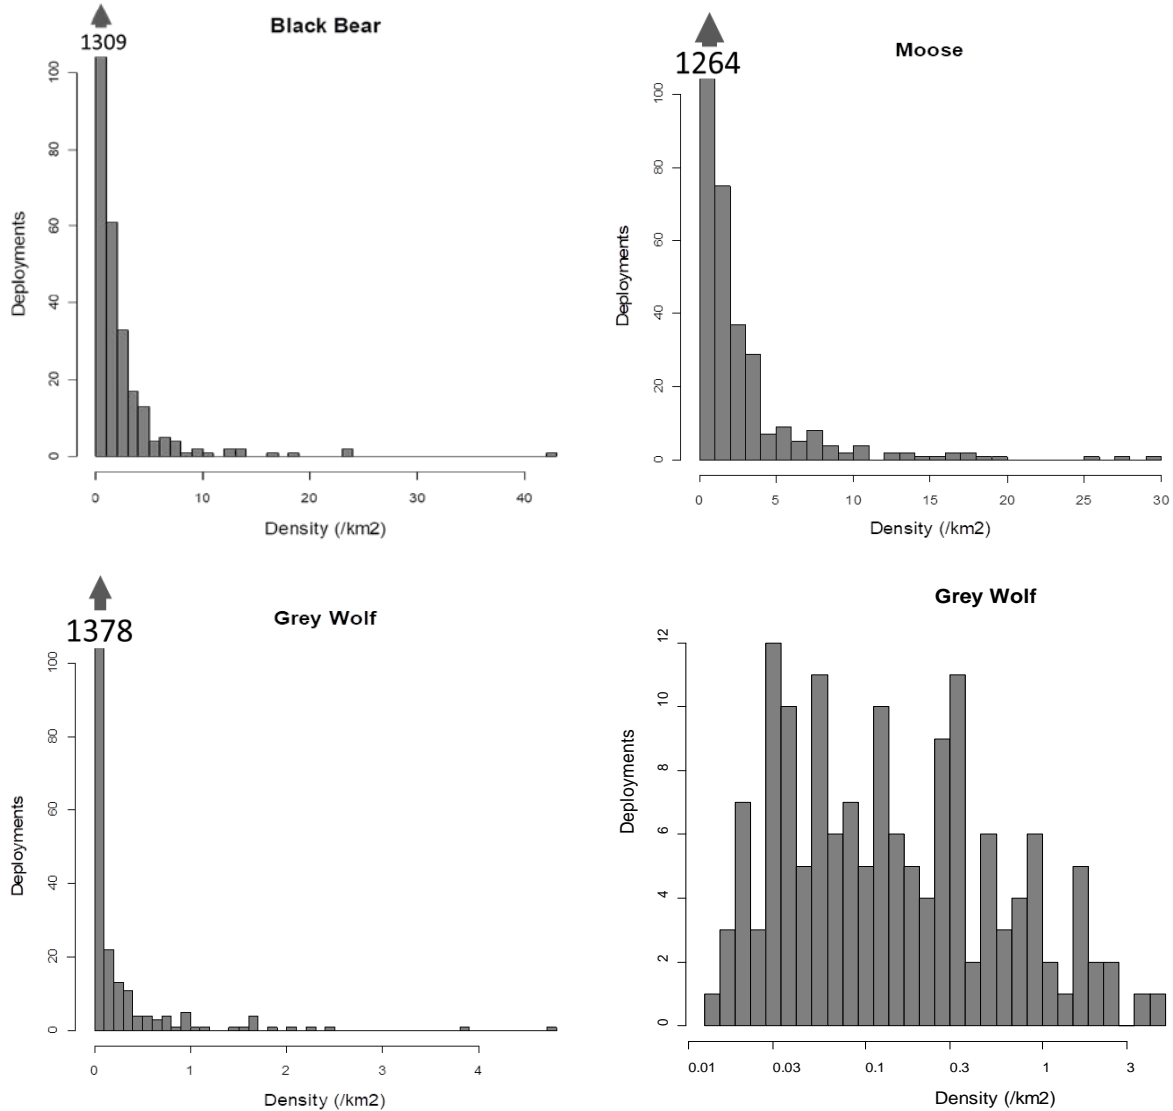 Black Bear
1309
Deployments
100
80
60
40
20
0
0 10 20 30 40
Density (/km2)
Moose
1264
Deployments
100
80
60
40
20
0
0 5 10 15 20 25 30
Density (/km2)
Grey Wolf
1378
Deployments
100
80
60
40
20
0
0 1 2 3 4
Density (/km2)
Grey Wolf
Deployments
12
10
8
6
4
2
0
0.01 0.03 0.1 0.3 1 3
Density (/km2)